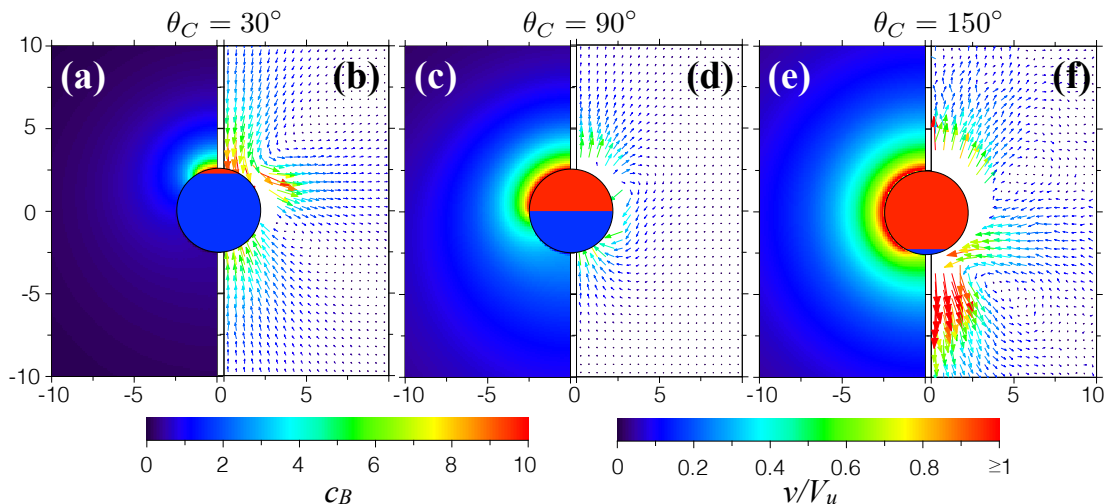 θ_C = 30° θ_C = 90° θ_C = 150°
10
(a) (b) (c) (d) (e) (f)
5
0
-5
-10
-10 -5 0 5 -10 -5 0 5 -10 -5 0 5 10
0 2 4 6 8 10 0 0.2 0.4 0.6 0.8 ≥1
c_B v/V_u